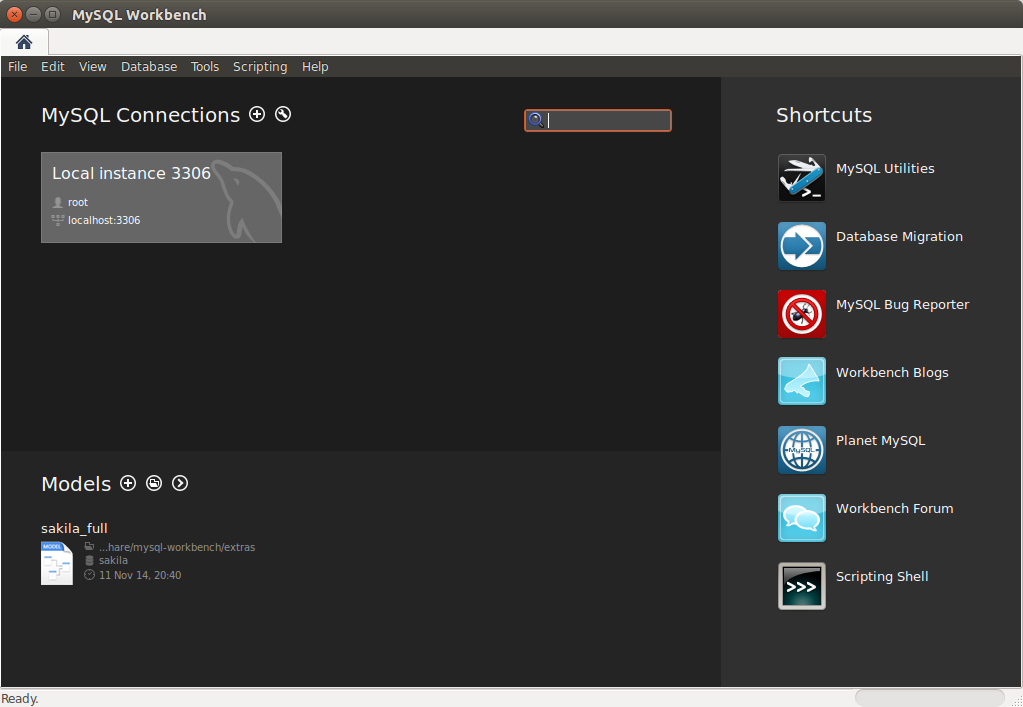 MySQL Workbench
File Edit View Database Tools Scripting Help
MySQL Connections
Local instance 3306
root
localhost:3306
Models
sakila_full
MODEL
...hare/mysql-workbench/extras
sakila
11 Nov 14, 20:40
Shortcuts
MySQL Utilities
>_
Database Migration
MySQL Bug Reporter
Workbench Blogs
Planet MySQL
MySQL
Workbench Forum
Scripting Shell
>>>
Ready.